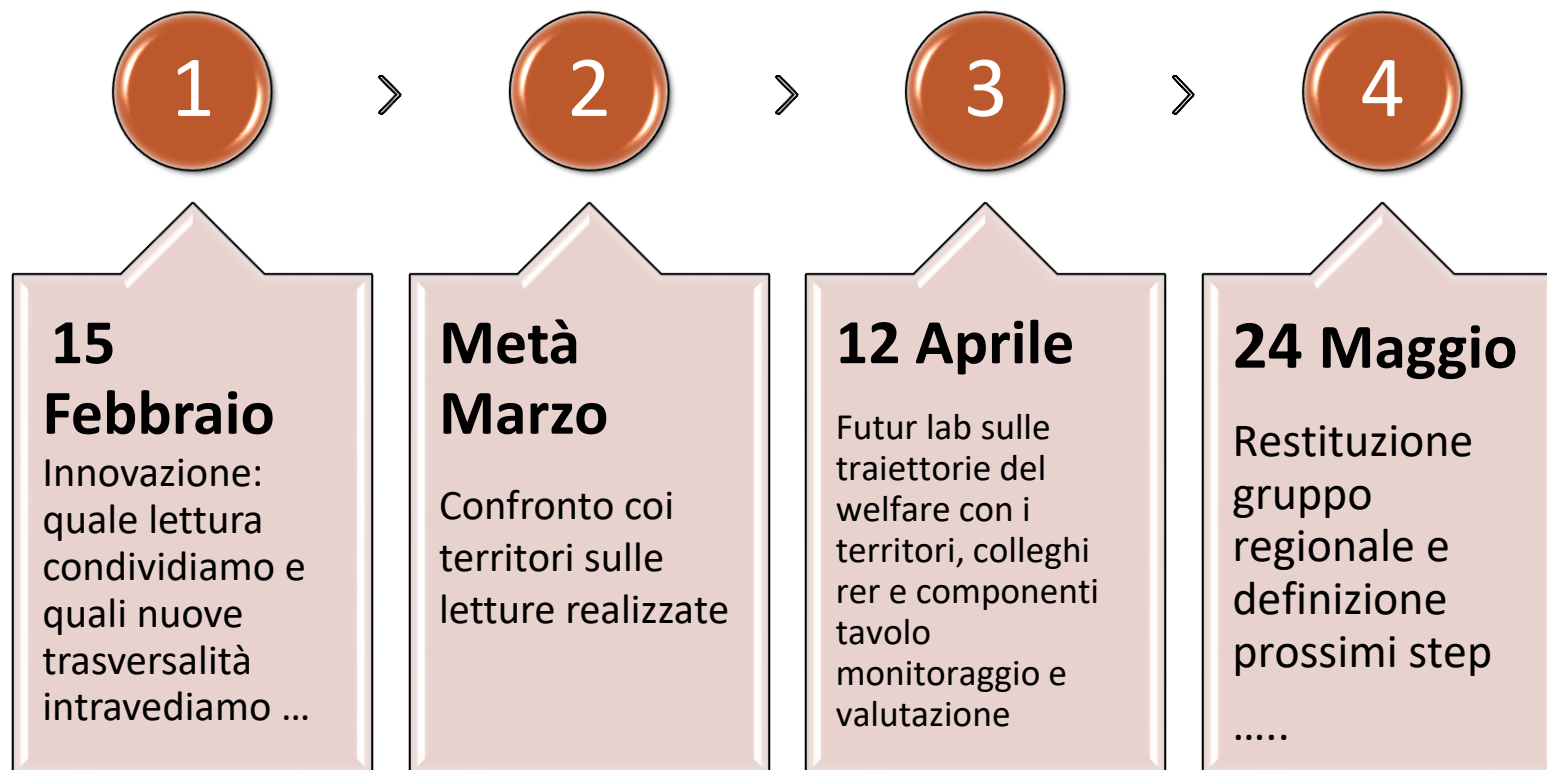 1
2
3
4
15
Febbraio
Innovazione:
quale lettura
condividiamo e
quali nuove
trasversalità
intravediamo …
Metà
Marzo
Confronto coi
territori sulle
letture realizzate
12 Aprile
Futur lab sulle
traiettorie del
welfare con i
territori, colleghi
rer e componenti
tavolo
monitoraggio e
valutazione
24 Maggio
Restituzione
gruppo
regionale e
definizione
prossimi step
…..